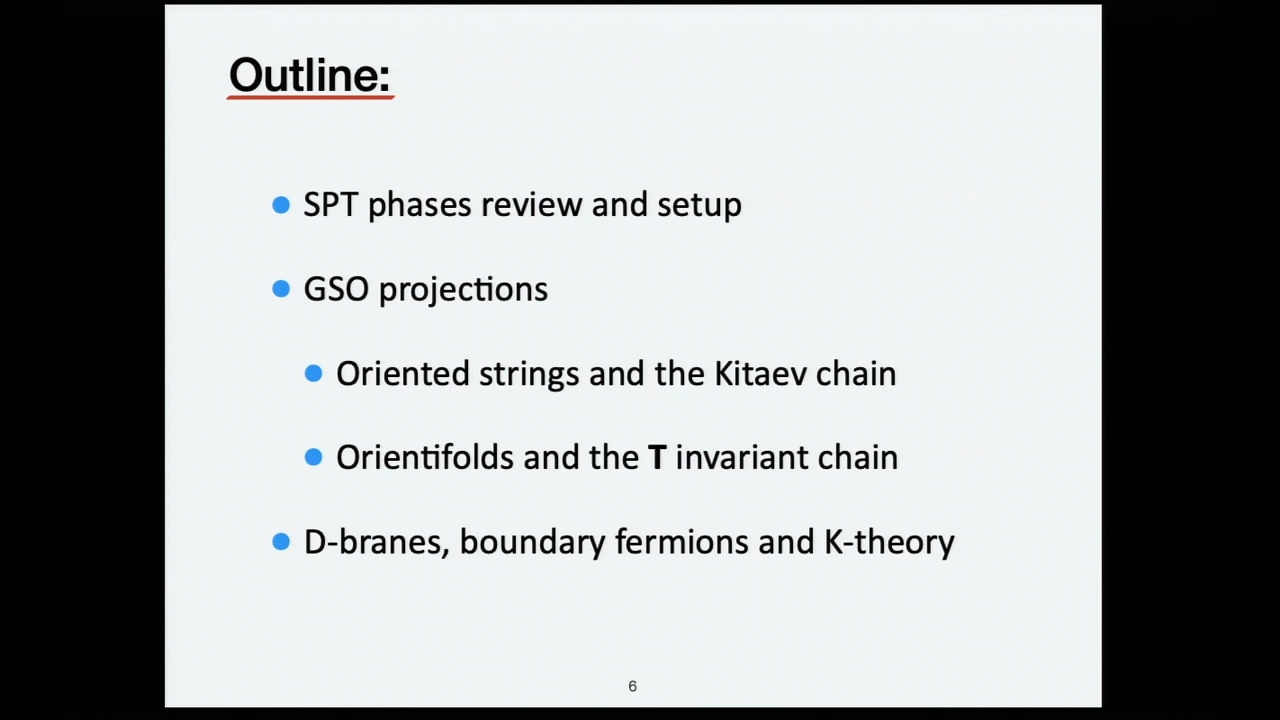 Outline:
SPT phases review and setup
GSO projections
Oriented strings and the Kitaev chain
Orientifolds and the T invariant chain
D-branes, boundary fermions and K-theory
6